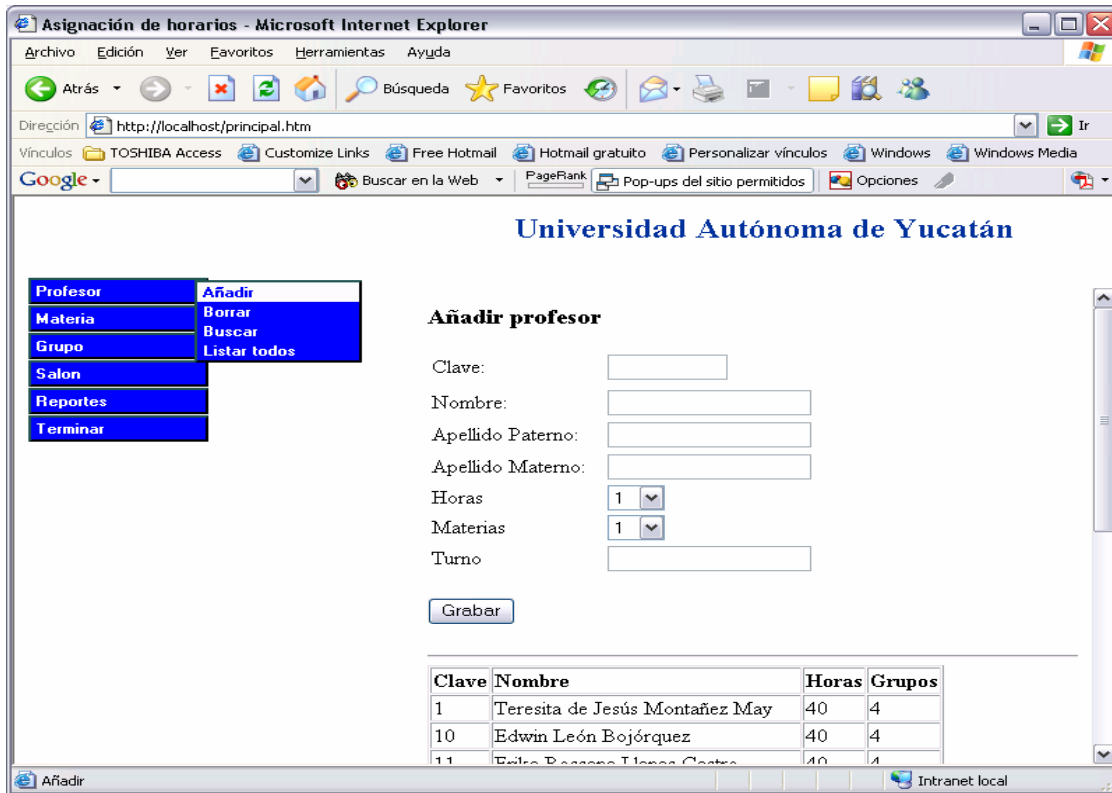 Asignación de horarios - Microsoft Internet Explorer
Archivo Edición Ver Favoritos Herramientas Ayuda
Atrás Búsqueda Favoritos
Dirección http://localhost/principal.htm Ir
Vínculos TOSHIBA Access Customize Links Free Hotmail Hotmail gratuito Personalizar vínculos Windows Windows Media
Google Buscar en la Web PageRank Pop-ups del sitio permitidos Opciones
Universidad Autónoma de Yucatán
Profesor
Materia
Grupo
Salon
Reportes
Terminar
Añadir
Borrar
Buscar
Listar todos
Añadir profesor
Clave:
Nombre:
Apellido Paterno:
Apellido Materno:
Horas 1
Materias 1
Turno
Grabar
Clave Nombre Horas Grupos
1 Teresita de Jesús Montañez May 40 4
10 Edwin León Bojórquez 40 4
11 40 4
Añadir Intranet local